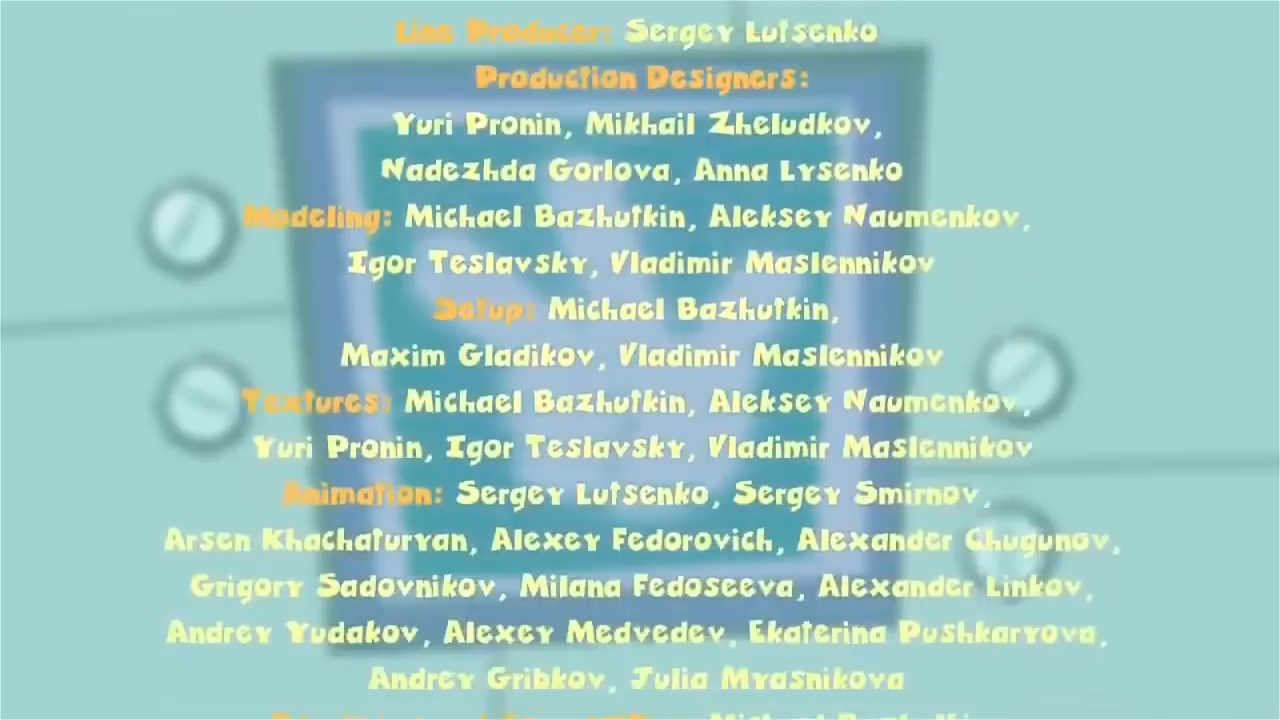 Line Producer: Sergey Lutsenko
Production Designers:
Yuri Pronin, Mikhail Zheludkov,
Nadezhda Gorlova, Anna Lysenko
Modeling: Michael Bazhutkin, Aleksey Naumenkov,
Igor Teslavsky, Vladimir Maslennikov
Setup: Michael Bazhutkin,
Maxim Gladikov, Vladimir Maslennikov
Textures: Michael Bazhutkin, Aleksey Naumenkov,
Yuri Pronin, Igor Teslavsky, Vladimir Maslennikov
Animation: Sergey Lutsenko, Sergey Smirnov,
Arsen Khachaturyan, Alexey Fedorovich, Alexander Chugunov,
Grigory Sadovnikov, Milana Fedoseeva, Alexander Linkov,
Andrey Yudakov, Alexey Medvedev, Ekaterina Pushkaryova,
Andrey Gribkov, Julia Myasnikova